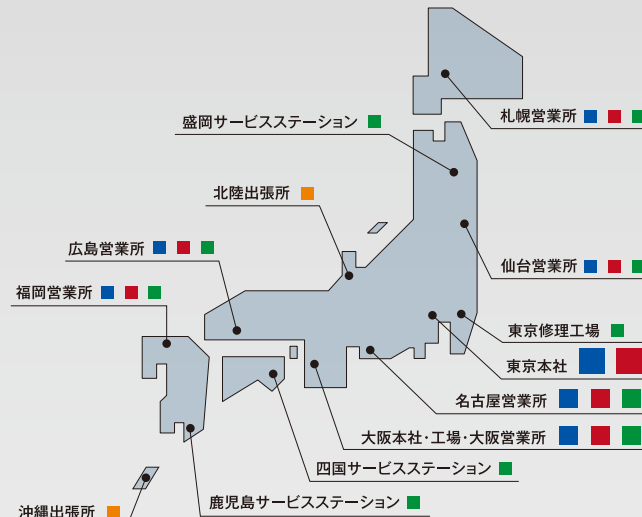 札幌営業所
盛岡サービスステーション
北陸出張所
広島営業所
仙台営業所
福岡営業所
東京修理工場
東京本社
名古屋営業所
大阪本社・工場・大阪営業所
四国サービスステーション
鹿児島サービスステーション
沖縄出張所